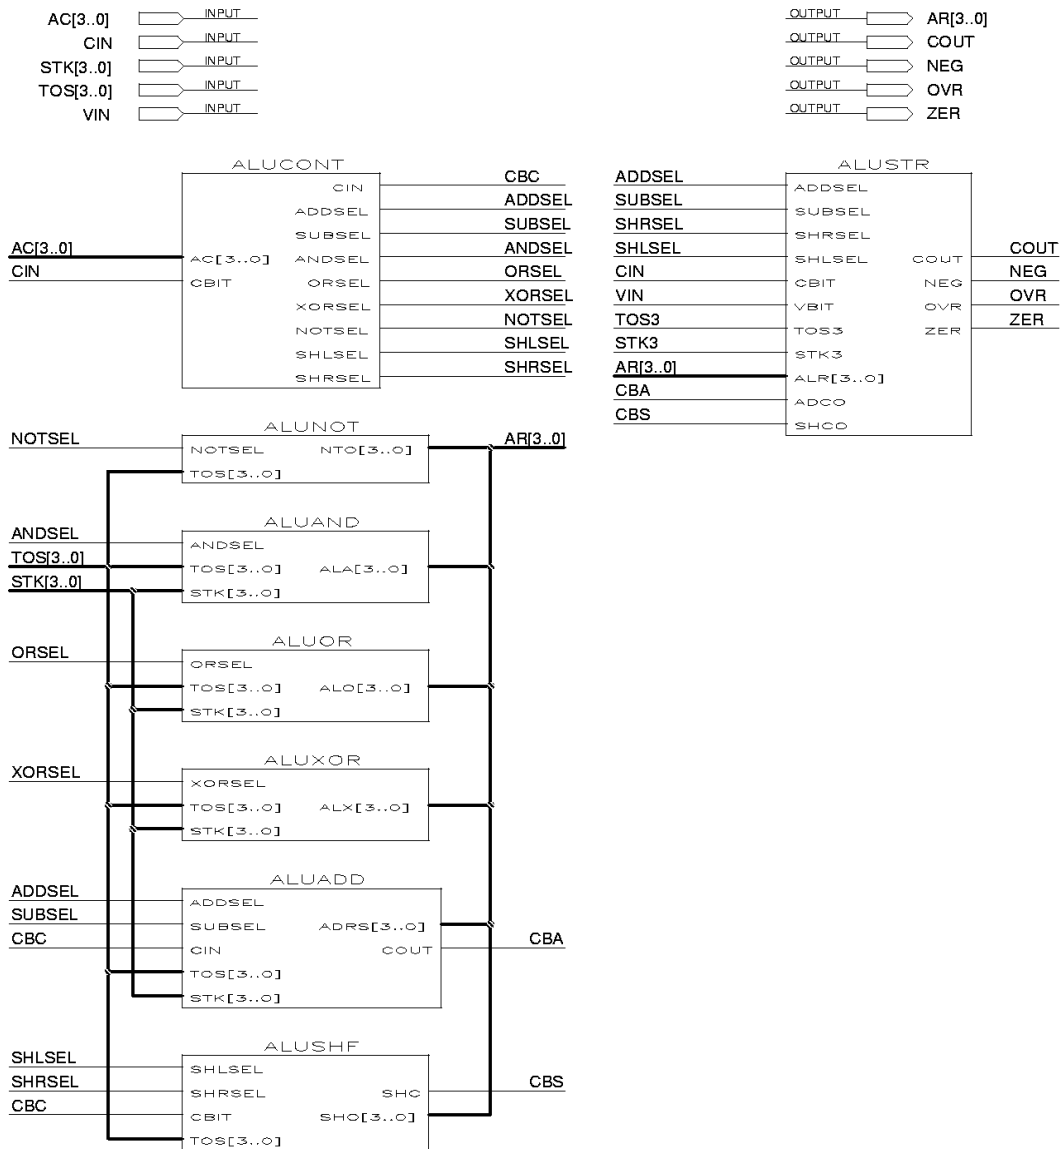 AC[3..0] INPUT
CIN INPUT
STK[3..0] INPUT
TOS[3..0] INPUT
VIN INPUT
OUTPUT AR[3..0]
OUTPUT COUT
OUTPUT NEG
OUTPUT OVR
OUTPUT ZER
ALUCONT
AC[3..0]
CIN
AC[3..0]
CBIT
CIN
ADDSEL
SUBSEL
ANDSEL
ORSEL
XORSEL
NOTSEL
SHLSEL
SHRSEL
CBC
ADDSEL
SUBSEL
ANDSEL
ORSEL
XORSEL
NOTSEL
SHLSEL
SHRSEL
ALUSTR
ADDSEL
SUBSEL
SHRSEL
SHLSEL
CIN
VIN
TOS3
STK3
AR[3..0]
CBA
CBS
ADDSEL
SUBSEL
SHRSEL
SHLSEL
CBIT
VBIT
TOS3
STK3
ALR[3..0]
ADCO
SHCO
COUT
NEG
OVR
ZER
COUT
NEG
OVR
ZER
ALUNOT
NOTSEL
NOTSEL
TOS[3..0]
NTO[3..0]
AR[3..0]
ALUAND
ANDSEL
TOS[3..0]
STK[3..0]
ANDSEL
TOS[3..0]
STK[3..0]
ALA[3..0]
ALUOR
ORSEL
ORSEL
TOS[3..0]
STK[3..0]
ALO[3..0]
ALUXOR
XORSEL
XORSEL
TOS[3..0]
STK[3..0]
ALX[3..0]
ALUADD
ADDSEL
SUBSEL
CBC
ADDSEL
SUBSEL
CIN
TOS[3..0]
STK[3..0]
ADRS[3..0]
COUT
CBA
ALUSHF
SHLSEL
SHRSEL
CBC
SHLSEL
SHRSEL
CBIT
TOS[3..0]
SHC
SHO[3..0]
CBS